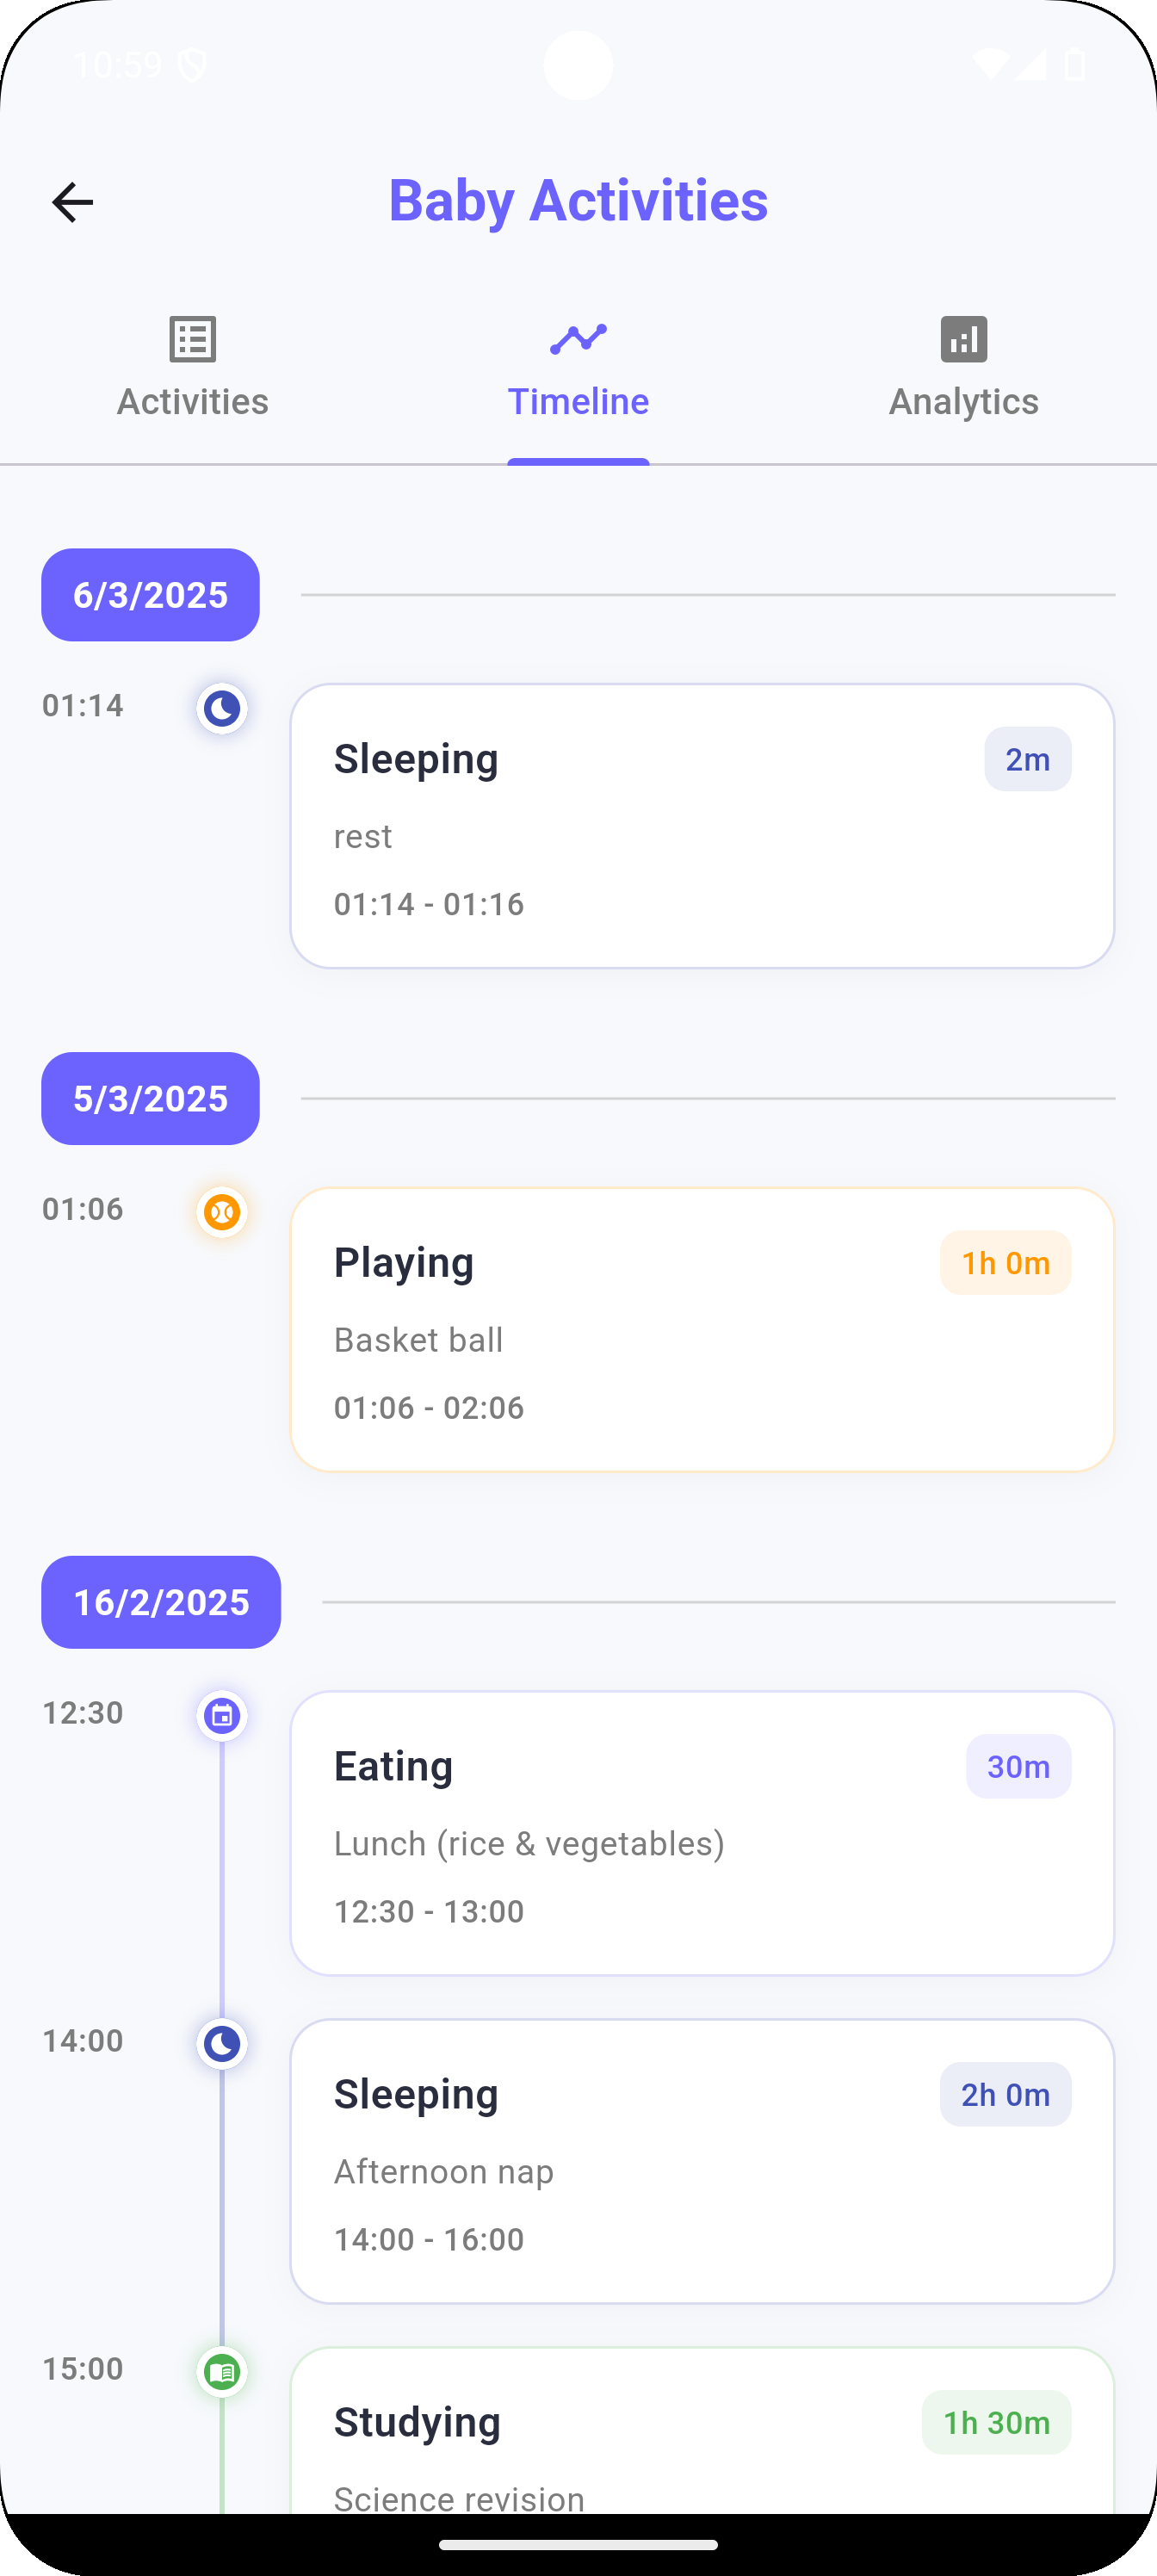 10:59
Baby Activities
Activities
Timeline
Analytics
6/3/2025
01:14
Sleeping
2m
rest
01:14 - 01:16
5/3/2025
01:06
Playing
1h 0m
Basket ball
01:06 - 02:06
16/2/2025
12:30
Eating
30m
Lunch (rice & vegetables)
12:30 - 13:00
14:00
Sleeping
2h 0m
Afternoon nap
14:00 - 16:00
15:00
Studying
1h 30m
Science revision